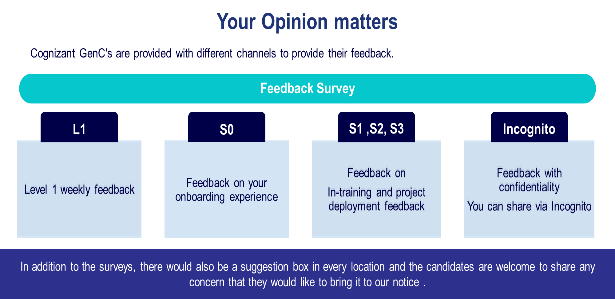 Your Opinion matters
Cognizant GenC's are provided with different channels to provide their feedback.
Feedback Survey
L1
Level 1 weekly feedback
S0
Feedback on your
onboarding experience
S1 ,S2, S3
Feedback on
In-training and project
deployment feedback
Incognito
Feedback with
confidentiality
You can share via Incognito
In addition to the surveys, there would also be a suggestion box in every location and the candidates are welcome to share any
concern that they would like to bring it to our notice .